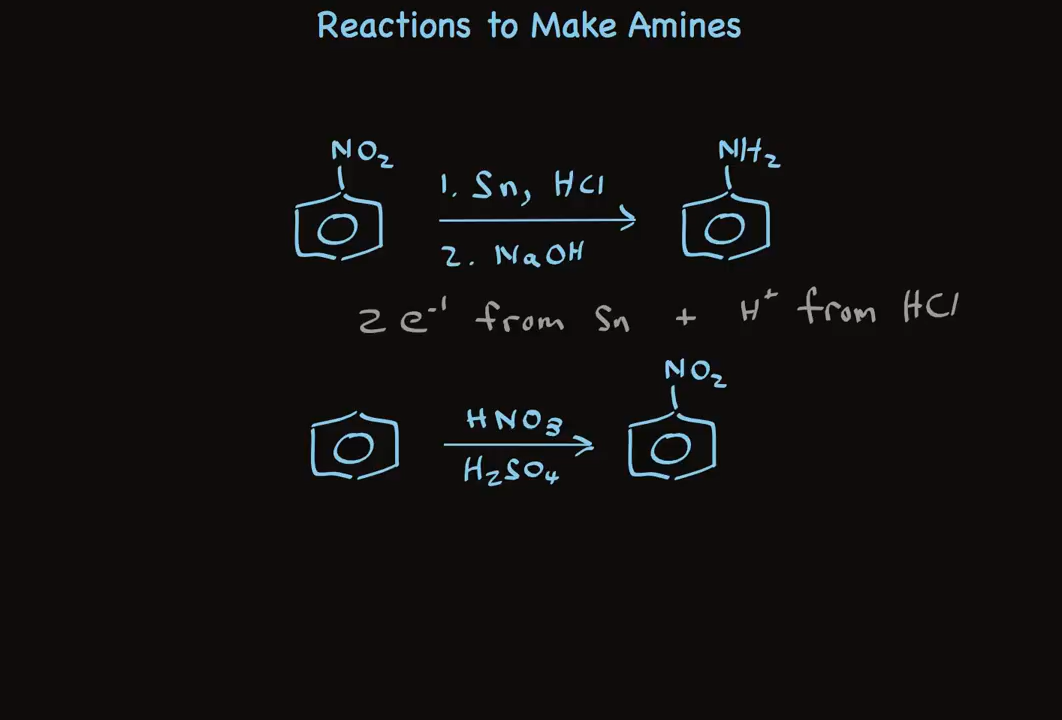 Reactions to Make Amines
NO₂
NH₂
1. Sn, HCl
2. NaOH
2 e⁻¹ from Sn + H⁺ from HCl
NO₂
HNO₃
H₂SO₄